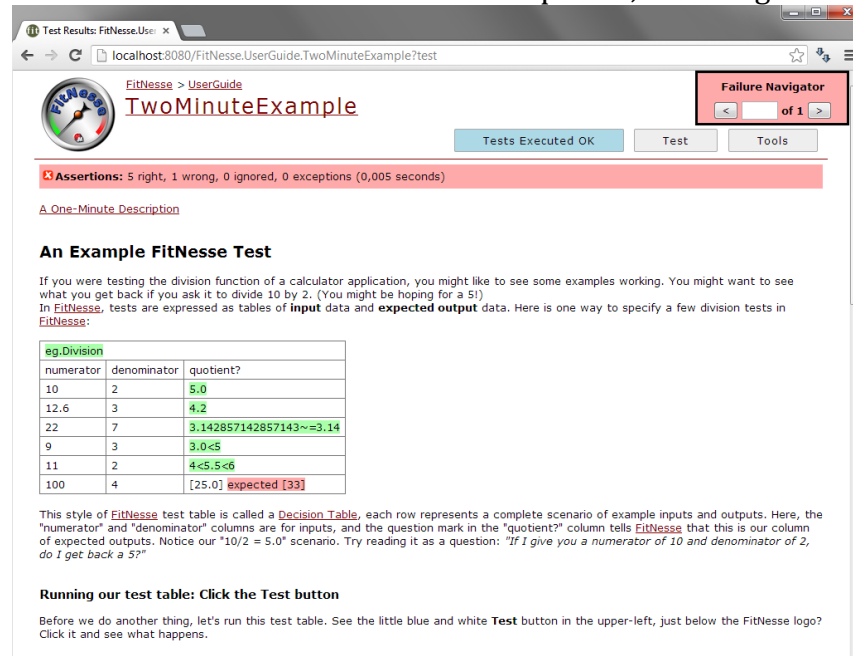 Test Results: FitNesse.Use
localhost:8080/FitNesse.UserGuide.TwoMinuteExample?test
FitNesse
FitNesse > UserGuide
TwoMinuteExample
Failure Navigator
< of 1 >
Tests Executed OK Test Tools
Assertions: 5 right, 1 wrong, 0 ignored, 0 exceptions (0,005 seconds)
A One-Minute Description
An Example FitNesse Test
If you were testing the division function of a calculator application, you might like to see some examples working. You might want to see
what you get back if you ask it to divide 10 by 2. (You might be hoping for a 5!)
In FitNesse, tests are expressed as tables of input data and expected output data. Here is one way to specify a few division tests in
FitNesse:
eg.Division
numerator denominator quotient?
10 2 5.0
12.6 3 4.2
22 7 3.142857142857143~=3.14
9 3 3.0<5
11 2 4<5.5<6
100 4 [25.0] expected [33]
This style of FitNesse test table is called a Decision Table, each row represents a complete scenario of example inputs and outputs. Here, the
"numerator" and "denominator" columns are for inputs, and the question mark in the "quotient?" column tells FitNesse that this is our column
of expected outputs. Notice our "10/2 = 5.0" scenario. Try reading it as a question: "If I give you a numerator of 10 and denominator of 2,
do I get back a 5?"
Running our test table: Click the Test button
Before we do another thing, let's run this test table. See the little blue and white Test button in the upper-left, just below the FitNesse logo?
Click it and see what happens.